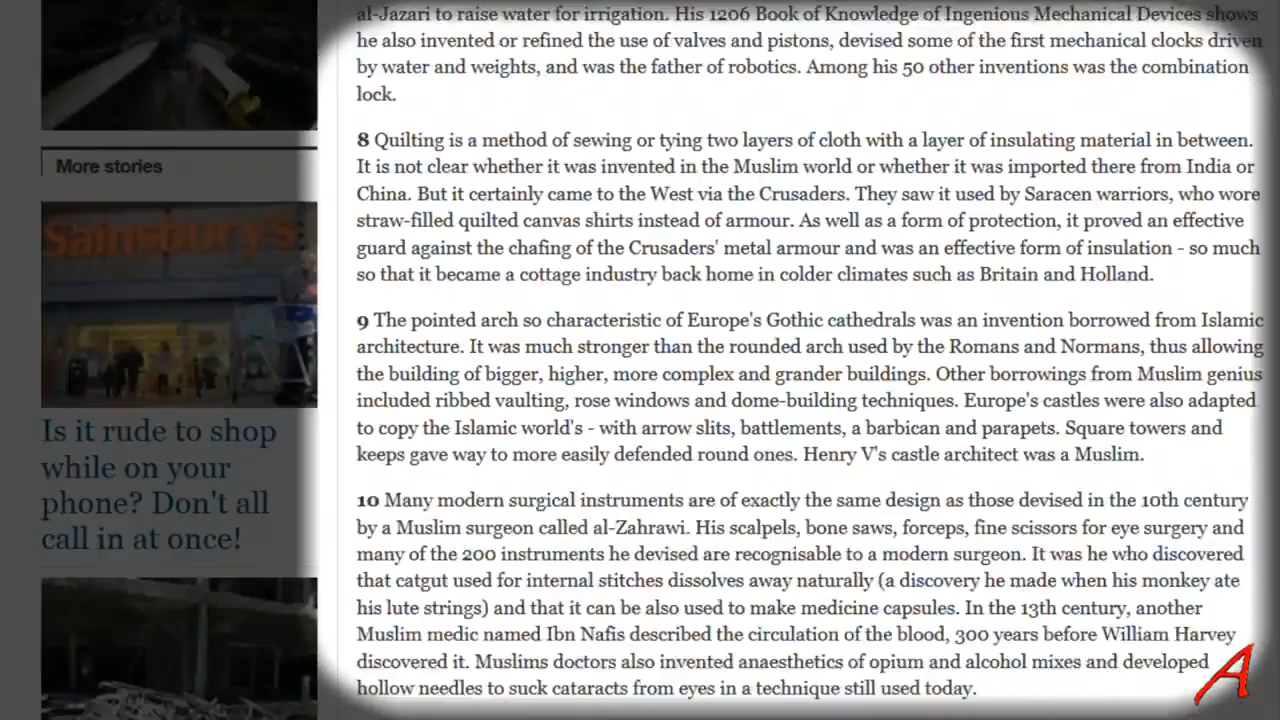 al-Jazari to raise water for irrigation. His 1206 Book of Knowledge of Ingenious Mechanical Devices shows
he also invented or refined the use of valves and pistons, devised some of the first mechanical clocks driven
by water and weights, and was the father of robotics. Among his 50 other inventions was the combination
lock.
More stories
8 Quilting is a method of sewing or tying two layers of cloth with a layer of insulating material in between.
It is not clear whether it was invented in the Muslim world or whether it was imported there from India or
China. But it certainly came to the West via the Crusaders. They saw it used by Saracen warriors, who wore
straw-filled quilted canvas shirts instead of armour. As well as a form of protection, it proved an effective
guard against the chafing of the Crusaders' metal armour and was an effective form of insulation - so much
so that it became a cottage industry back home in colder climates such as Britain and Holland.
Sainsbury's
9 The pointed arch so characteristic of Europe's Gothic cathedrals was an invention borrowed from Islamic
architecture. It was much stronger than the rounded arch used by the Romans and Normans, thus allowing
the building of bigger, higher, more complex and grander buildings. Other borrowings from Muslim genius
included ribbed vaulting, rose windows and dome-building techniques. Europe's castles were also adapted
to copy the Islamic world's - with arrow slits, battlements, a barbican and parapets. Square towers and
keeps gave way to more easily defended round ones. Henry V's castle architect was a Muslim.
Is it rude to shop
while on your
phone? Don't all
call in at once!
10 Many modern surgical instruments are of exactly the same design as those devised in the 10th century
by a Muslim surgeon called al-Zahrawi. His scalpels, bone saws, forceps, fine scissors for eye surgery and
many of the 200 instruments he devised are recognisable to a modern surgeon. It was he who discovered
that catgut used for internal stitches dissolves away naturally (a discovery he made when his monkey ate
his lute strings) and that it can be also used to make medicine capsules. In the 13th century, another
Muslim medic named Ibn Nafis described the circulation of the blood, 300 years before William Harvey
discovered it. Muslims doctors also invented anaesthetics of opium and alcohol mixes and developed
hollow needles to suck cataracts from eyes in a technique still used today.
A